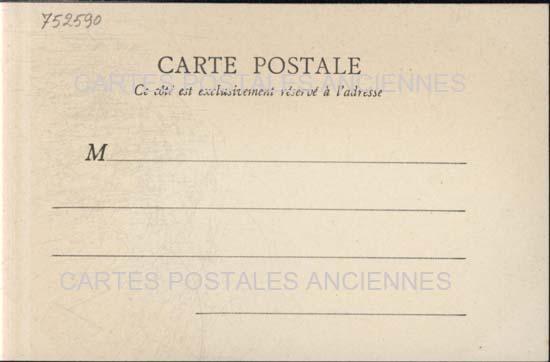 752590
CARTE POSTALE
CARTES POSTALES ANCIENNES
Ce côté est exclusivement réservé à l'adresse
M
CARTES POSTALES ANCIENNES